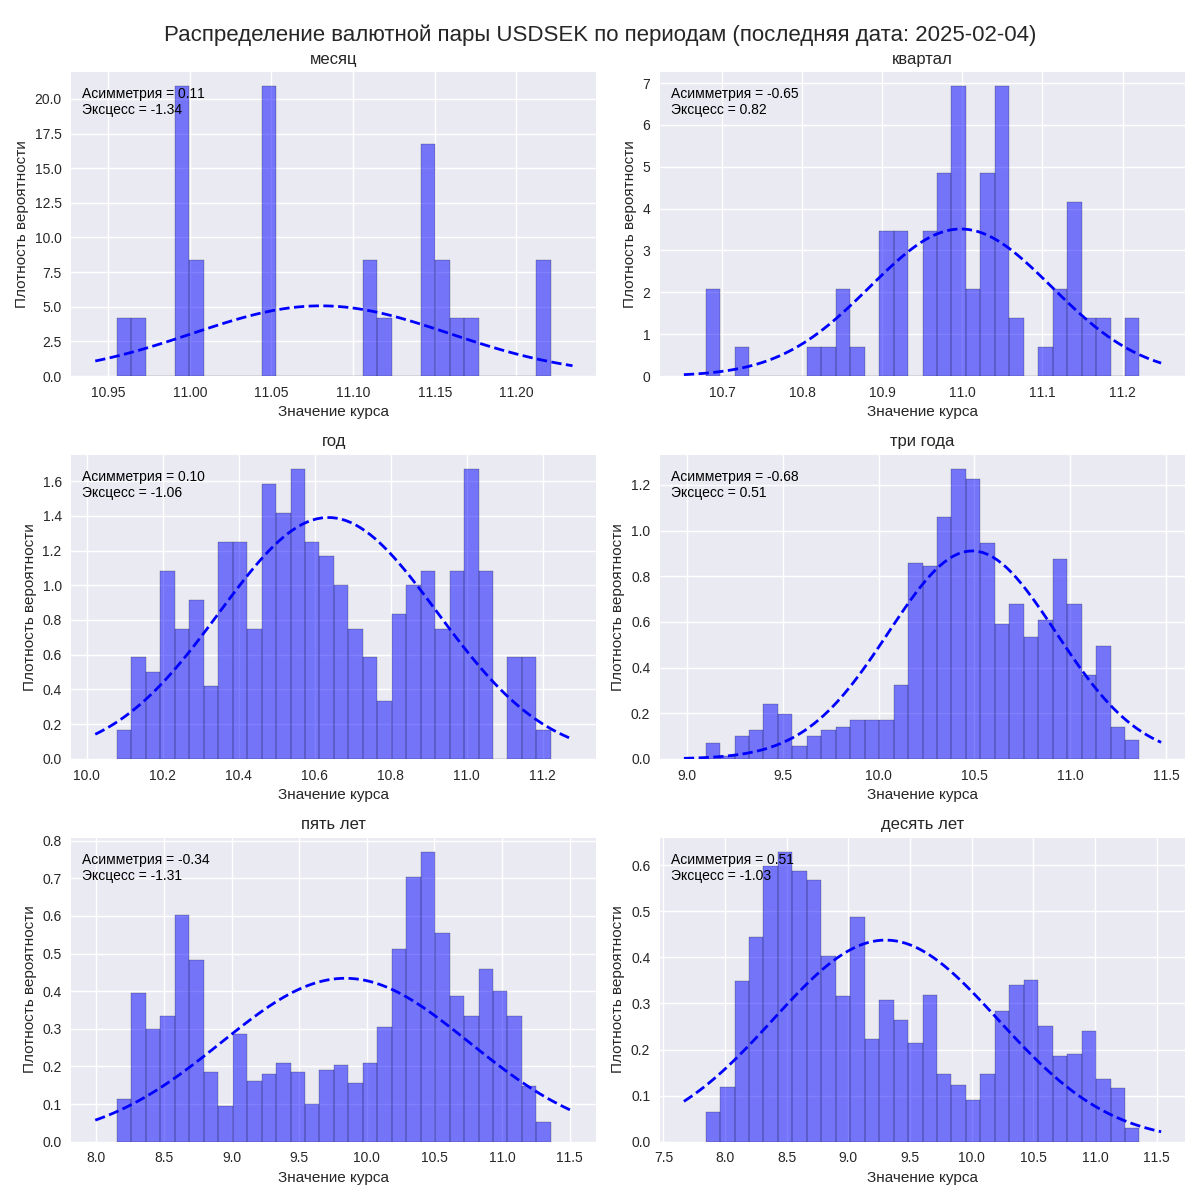 Распределение валютной пары USDSEK по периодам (последняя дата: 2025-02-04)
месяц
Асимметрия = 0.11
Эксцесс = -1.34
Плотность вероятности
20.0
17.5
15.0
12.5
10.0
7.5
5.0
2.5
0.0
10.95 11.00 11.05 11.10 11.15 11.20
Значение курса
квартал
Асимметрия = -0.65
Эксцесс = 0.82
Плотность вероятности
7
6
5
4
3
2
1
0
10.7 10.8 10.9 11.0 11.1 11.2
Значение курса
год
Асимметрия = 0.10
Эксцесс = -1.06
Плотность вероятности
1.6
1.4
1.2
1.0
0.8
0.6
0.4
0.2
0.0
10.0 10.2 10.4 10.6 10.8 11.0 11.2
Значение курса
три года
Асимметрия = -0.68
Эксцесс = 0.51
Плотность вероятности
1.2
1.0
0.8
0.6
0.4
0.2
0.0
9.0 9.5 10.0 10.5 11.0 11.5
Значение курса
пять лет
Асимметрия = -0.34
Эксцесс = -1.31
Плотность вероятности
0.8
0.7
0.6
0.5
0.4
0.3
0.2
0.1
0.0
8.0 8.5 9.0 9.5 10.0 10.5 11.0 11.5
Значение курса
десять лет
Асимметрия = 0.51
Эксцесс = -1.03
Плотность вероятности
0.6
0.5
0.4
0.3
0.2
0.1
0.0
7.5 8.0 8.5 9.0 9.5 10.0 10.5 11.0 11.5
Значение курса